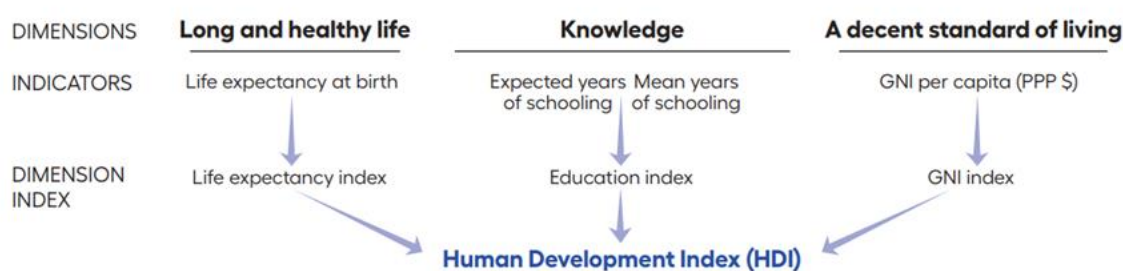 DIMENSIONS Long and healthy life Knowledge A decent standard of living
INDICATORS Life expectancy at birth Expected years Mean years GNI per capita (PPP $)
of schooling of schooling
DIMENSION Life expectancy index Education index GNI index
INDEX
Human Development Index (HDI)